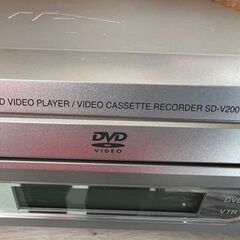 D VIDEO PLAYER / VIDEO CASSETTE RECORDER SD-V200
DVD
VIDEO
DVD
VTR